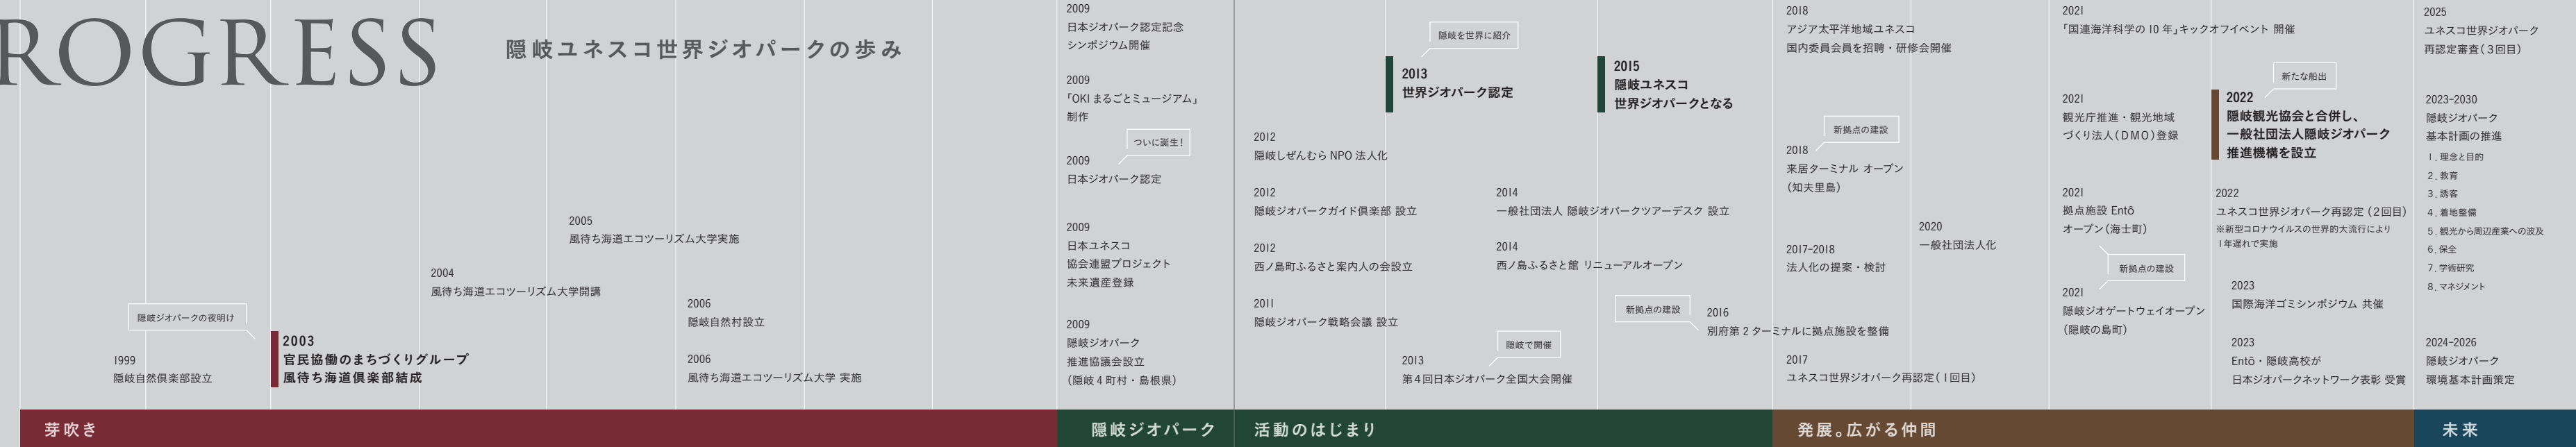 ROGRESS
隠岐ユネスコ世界ジオパークの歩み
1999
隠岐自然倶楽部設立
隠岐ジオパークの夜明け
2003
官民協働のまちづくりグループ
風待ち海道倶楽部結成
2004
風待ち海道エコツーリズム大学開講
2005
風待ち海道エコツーリズム大学実施
2006
隠岐自然村設立
2006
風待ち海道エコツーリズム大学 実施
2009
日本ジオパーク認定記念
シンポジウム開催
2009
「OKIまるごとミュージアム」
制作
ついに誕生!
2009
日本ジオパーク認定
2009
日本ユネスコ
協会連盟プロジェクト
未来遺産登録
2009
隠岐ジオパーク
推進協議会設立
(隠岐4町村・島根県)
隠岐を世界に紹介
2013
世界ジオパーク認定
2012
隠岐しぜんむら NPO 法人化
2012
隠岐ジオパークガイド倶楽部 設立
2012
西ノ島町ふるさと案内人の会設立
2011
隠岐ジオパーク戦略会議 設立
隠岐で開催
2013
第4回日本ジオパーク全国大会開催
2015
隠岐ユネスコ
世界ジオパークとなる
2014
一般社団法人 隠岐ジオパークツアーデスク 設立
2014
西ノ島ふるさと館 リニューアルオープン
新拠点の建設
2016
別府第2ターミナルに拠点施設を整備
2018
アジア太平洋地域ユネスコ
国内委員会員を招聘・研修会開催
新拠点の建設
2018
来居ターミナル オープン
(知夫里島)
2017-2018
法人化の提案・検討
2017
ユネスコ世界ジオパーク再認定(1回目)
2020
一般社団法人化
2021
「国連海洋科学の10年」キックオフイベント 開催
2021
観光庁推進・観光地域
づくり法人(DMO)登録
2021
拠点施設 Entō
オープン(海士町)
新拠点の建設
2021
隠岐ジオゲートウェイオープン
(隠岐の島町)
新たな船出
2022
隠岐観光協会と合併し、
一般社団法人隠岐ジオパーク
推進機構を設立
2022
ユネスコ世界ジオパーク再認定(2回目)
※新型コロナウイルスの世界的大流行により
1年遅れで実施
2023
国際海洋ゴミシンポジウム 共催
2023
Entō・隠岐高校が
日本ジオパークネットワーク表彰 受賞
2025
ユネスコ世界ジオパーク
再認定審査(3回目)
2023-2030
隠岐ジオパーク
基本計画の推進
1. 理念と目的
2. 教育
3. 誘客
4. 着地整備
5. 観光から周辺産業への波及
6. 保全
7. 学術研究
8. マネジメント
2024-2026
隠岐ジオパーク
環境基本計画策定
芽吹き
隠岐ジオパーク
活動のはじまり
発展。広がる仲間
未来